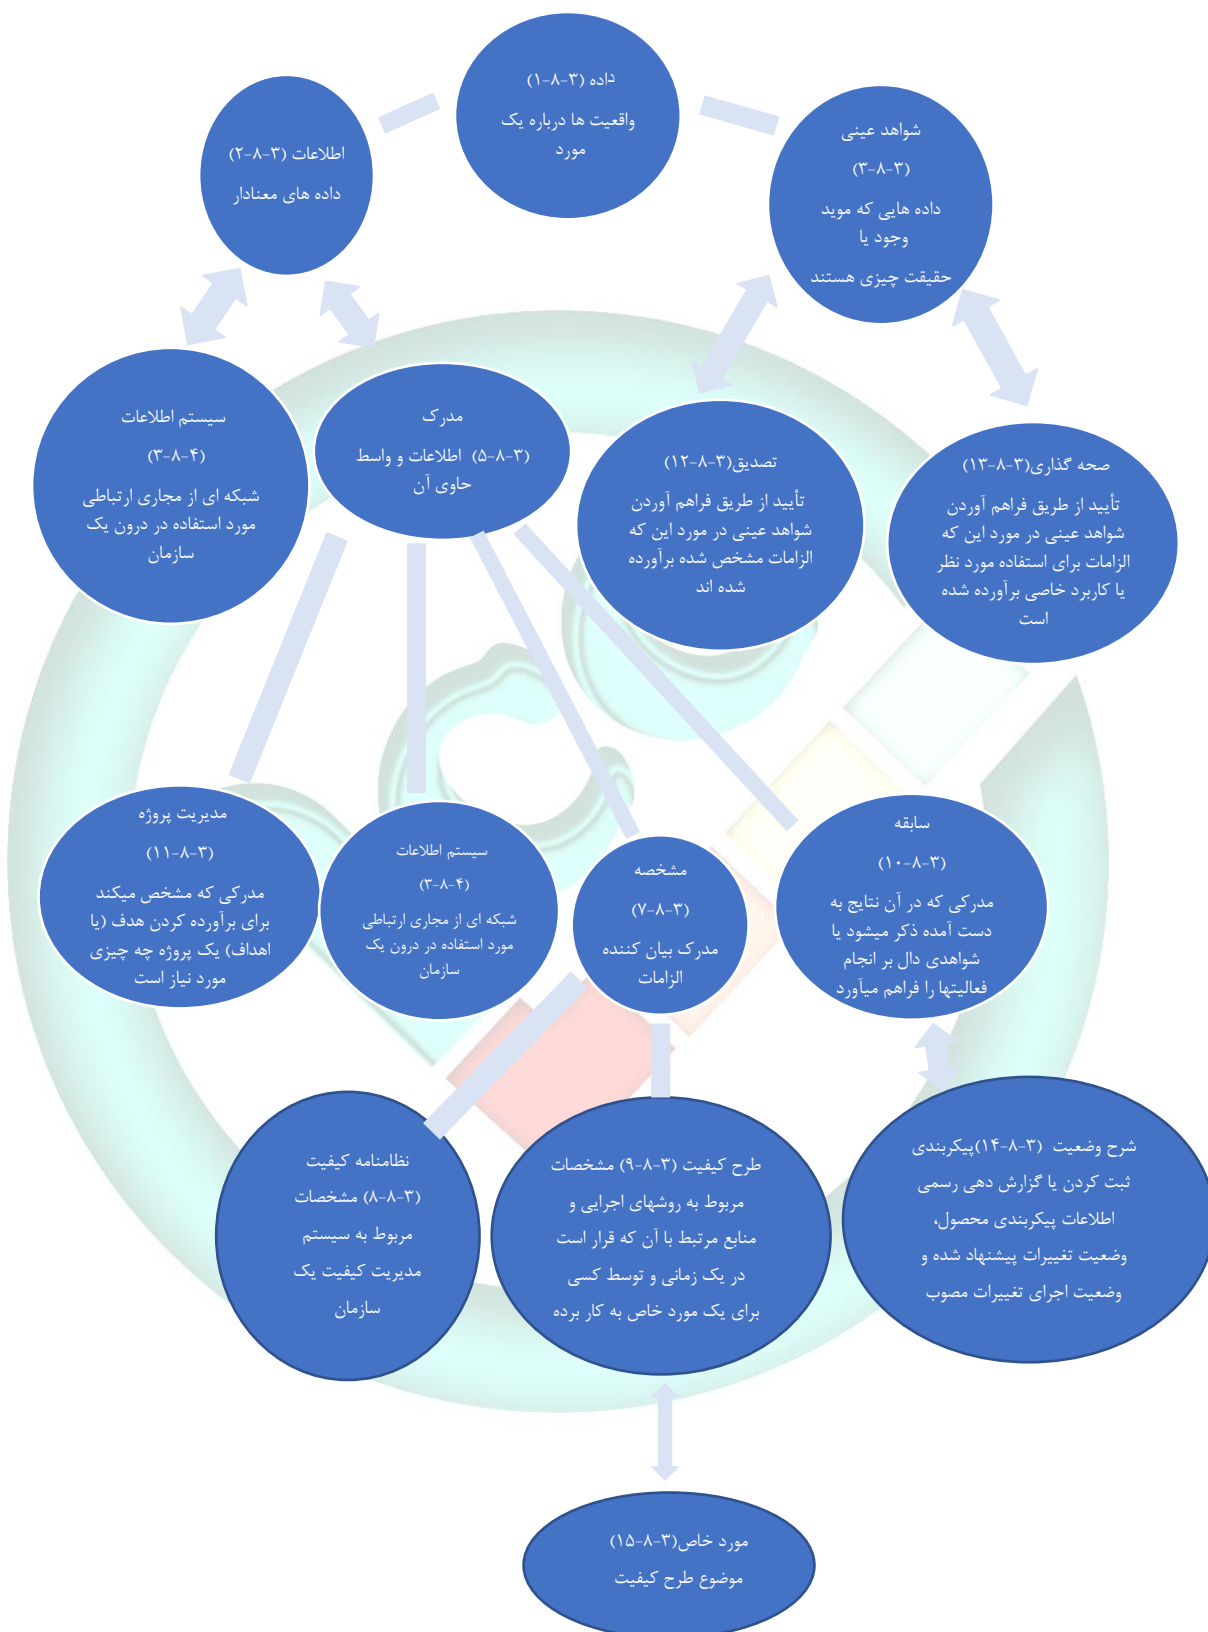 داده (۳-۸-۱)
واقعیت ها درباره یک
مورد
شواهد عینی
(۳-۸-۳)
داده هایی که موید
وجود یا
حقیقت چیزی هستند
اطلاعات (۳-۸-۲)
داده های معنادار
سیستم اطلاعات
(۴-۸-۳)
شبکه ای از مجاری ارتباطی
مورد استفاده در درون یک
سازمان
مدرک
(۳-۸-۵) اطلاعات و واسط
حاوی آن
تصدیق(۳-۸-۱۲)
تأیید از طریق فراهم آوردن
شواهد عینی در مورد این که
الزامات مشخص شده برآورده
شده اند
صحه گذاری(۳-۸-۱۳)
تأیید از طریق فراهم آوردن
شواهد عینی در مورد این که
الزامات برای استفاده مورد نظر
یا کاربرد خاصی برآورده شده
است
مدیریت پروژه
(۳-۸-۱۱)
مدرکی که مشخص میکند
برای برآورده کردن هدف (یا
اهداف) یک پروژه چه چیزی
مورد نیاز است
سیستم اطلاعات
(۴-۸-۳)
شبکه ای از مجاری ارتباطی
مورد استفاده در درون یک
سازمان
مشخصه
(۳-۸-۷)
مدرک بیان کننده
الزامات
سابقه
(۳-۸-۱۰)
مدرکی که در آن نتایج به
دست آمده ذکر میشود یا
شواهدی دال بر انجام
فعالیتها را فراهم میآورد
نظامنامه کیفیت
(۳-۸-۸) مشخصات
مربوط به سیستم
مدیریت کیفیت یک
سازمان
طرح کیفیت (۳-۸-۹) مشخصات
مربوط به روشهای اجرایی و
منابع مرتبط با آن که قرار است
در یک زمانی و توسط کسی
برای یک مورد خاص به کار برده
شرح وضعیت (۳-۸-۱۴)پیکربندی
ثبت کردن یا گزارش دهی رسمی
اطلاعات پیکربندی محصول،
وضعیت تغییرات پیشنهاد شده و
وضعیت اجرای تغییرات مصوب
مورد خاص(۳-۸-۱۵)
موضوع طرح کیفیت